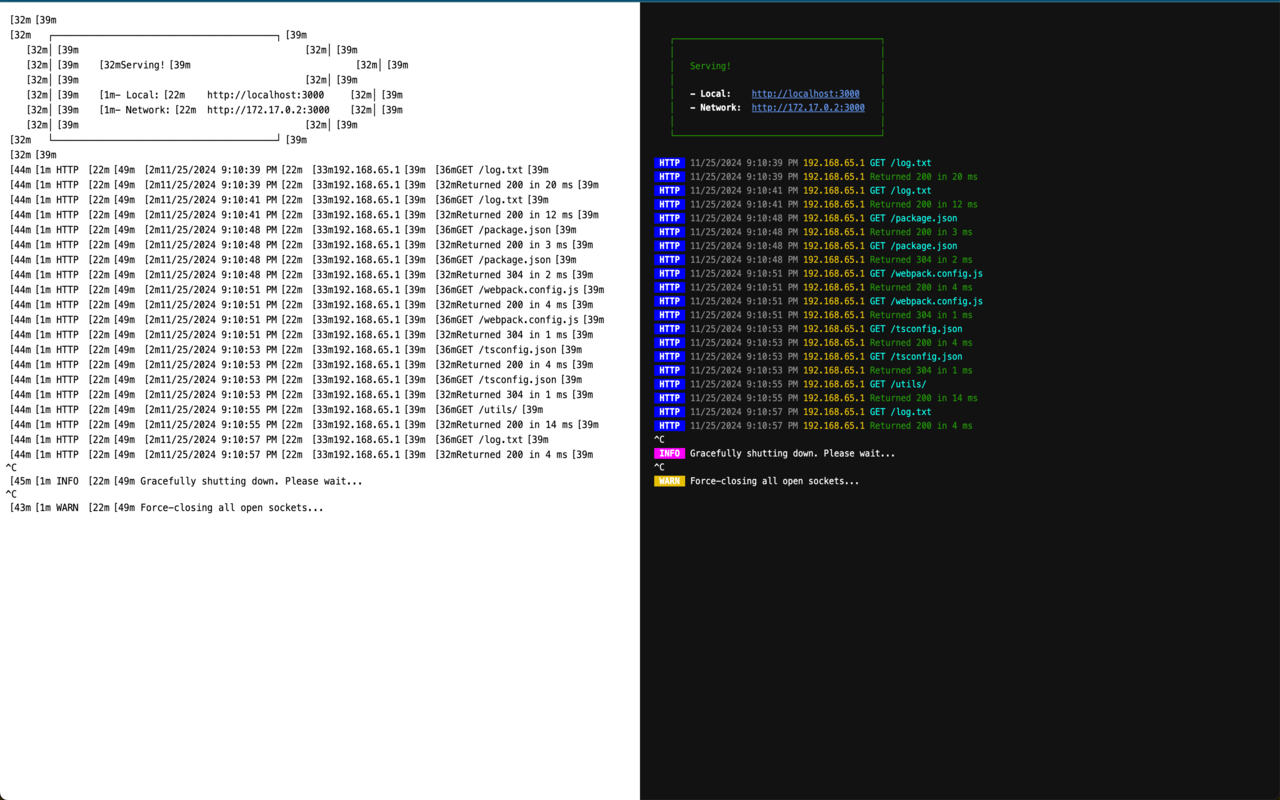 [32m [39m
[32m ┌──────────────────────────────────────────┐ [39m
[32m│ [39m [32m│ [39m
[32m│ [39m [32mServing! [39m [32m│ [39m
[32m│ [39m [32m│ [39m
[32m│ [39m [1m- Local: [22m http://localhost:3000 [32m│ [39m
[32m│ [39m [1m- Network: [22m http://172.17.0.2:3000 [32m│ [39m
[32m│ [39m [32m│ [39m
[32m └──────────────────────────────────────────┘ [39m
[32m [39m
[44m [1m HTTP [22m [49m [2m11/25/2024 9:10:39 PM [22m [33m192.168.65.1 [39m [36mGET /log.txt [39m
[44m [1m HTTP [22m [49m [2m11/25/2024 9:10:39 PM [22m [33m192.168.65.1 [39m [32mReturned 200 in 20 ms [39m
[44m [1m HTTP [22m [49m [2m11/25/2024 9:10:41 PM [22m [33m192.168.65.1 [39m [36mGET /log.txt [39m
[44m [1m HTTP [22m [49m [2m11/25/2024 9:10:41 PM [22m [33m192.168.65.1 [39m [32mReturned 200 in 12 ms [39m
[44m [1m HTTP [22m [49m [2m11/25/2024 9:10:48 PM [22m [33m192.168.65.1 [39m [36mGET /package.json [39m
[44m [1m HTTP [22m [49m [2m11/25/2024 9:10:48 PM [22m [33m192.168.65.1 [39m [32mReturned 200 in 3 ms [39m
[44m [1m HTTP [22m [49m [2m11/25/2024 9:10:48 PM [22m [33m192.168.65.1 [39m [36mGET /package.json [39m
[44m [1m HTTP [22m [49m [2m11/25/2024 9:10:48 PM [22m [33m192.168.65.1 [39m [32mReturned 304 in 2 ms [39m
[44m [1m HTTP [22m [49m [2m11/25/2024 9:10:51 PM [22m [33m192.168.65.1 [39m [36mGET /webpack.config.js [39m
[44m [1m HTTP [22m [49m [2m11/25/2024 9:10:51 PM [22m [33m192.168.65.1 [39m [32mReturned 200 in 4 ms [39m
[44m [1m HTTP [22m [49m [2m11/25/2024 9:10:51 PM [22m [33m192.168.65.1 [39m [36mGET /webpack.config.js [39m
[44m [1m HTTP [22m [49m [2m11/25/2024 9:10:51 PM [22m [33m192.168.65.1 [39m [32mReturned 304 in 1 ms [39m
[44m [1m HTTP [22m [49m [2m11/25/2024 9:10:53 PM [22m [33m192.168.65.1 [39m [36mGET /tsconfig.json [39m
[44m [1m HTTP [22m [49m [2m11/25/2024 9:10:53 PM [22m [33m192.168.65.1 [39m [32mReturned 200 in 4 ms [39m
[44m [1m HTTP [22m [49m [2m11/25/2024 9:10:53 PM [22m [33m192.168.65.1 [39m [36mGET /tsconfig.json [39m
[44m [1m HTTP [22m [49m [2m11/25/2024 9:10:53 PM [22m [33m192.168.65.1 [39m [32mReturned 304 in 1 ms [39m
[44m [1m HTTP [22m [49m [2m11/25/2024 9:10:55 PM [22m [33m192.168.65.1 [39m [36mGET /utils/ [39m
[44m [1m HTTP [22m [49m [2m11/25/2024 9:10:55 PM [22m [33m192.168.65.1 [39m [32mReturned 200 in 14 ms [39m
[44m [1m HTTP [22m [49m [2m11/25/2024 9:10:57 PM [22m [33m192.168.65.1 [39m [36mGET /log.txt [39m
[44m [1m HTTP [22m [49m [2m11/25/2024 9:10:57 PM [22m [33m192.168.65.1 [39m [32mReturned 200 in 4 ms [39m
^C
[45m [1m INFO [22m [49m Gracefully shutting down. Please wait...
^C
[43m [1m WARN [22m [49m Force-closing all open sockets...
Serving!
- Local: http://localhost:3000
- Network: http://172.17.0.2:3000
HTTP 11/25/2024 9:10:39 PM 192.168.65.1 GET /log.txt
HTTP 11/25/2024 9:10:39 PM 192.168.65.1 Returned 200 in 20 ms
HTTP 11/25/2024 9:10:41 PM 192.168.65.1 GET /log.txt
HTTP 11/25/2024 9:10:41 PM 192.168.65.1 Returned 200 in 12 ms
HTTP 11/25/2024 9:10:48 PM 192.168.65.1 GET /package.json
HTTP 11/25/2024 9:10:48 PM 192.168.65.1 Returned 200 in 3 ms
HTTP 11/25/2024 9:10:48 PM 192.168.65.1 GET /package.json
HTTP 11/25/2024 9:10:48 PM 192.168.65.1 Returned 304 in 2 ms
HTTP 11/25/2024 9:10:51 PM 192.168.65.1 GET /webpack.config.js
HTTP 11/25/2024 9:10:51 PM 192.168.65.1 Returned 200 in 4 ms
HTTP 11/25/2024 9:10:51 PM 192.168.65.1 GET /webpack.config.js
HTTP 11/25/2024 9:10:51 PM 192.168.65.1 Returned 304 in 1 ms
HTTP 11/25/2024 9:10:53 PM 192.168.65.1 GET /tsconfig.json
HTTP 11/25/2024 9:10:53 PM 192.168.65.1 Returned 200 in 4 ms
HTTP 11/25/2024 9:10:53 PM 192.168.65.1 GET /tsconfig.json
HTTP 11/25/2024 9:10:53 PM 192.168.65.1 Returned 304 in 1 ms
HTTP 11/25/2024 9:10:55 PM 192.168.65.1 GET /utils/
HTTP 11/25/2024 9:10:55 PM 192.168.65.1 Returned 200 in 14 ms
HTTP 11/25/2024 9:10:57 PM 192.168.65.1 GET /log.txt
HTTP 11/25/2024 9:10:57 PM 192.168.65.1 Returned 200 in 4 ms
^C
INFO Gracefully shutting down. Please wait...
^C
WARN Force-closing all open sockets...